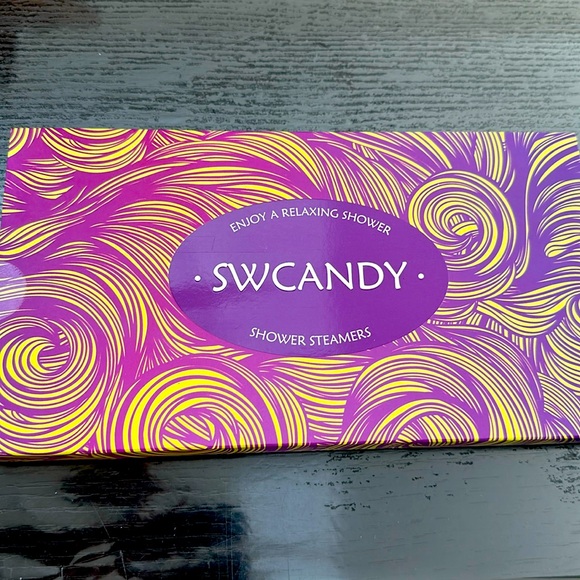 ENJOY A RELAXING SHOWER
· SWCANDY ·
SHOWER STEAMERS